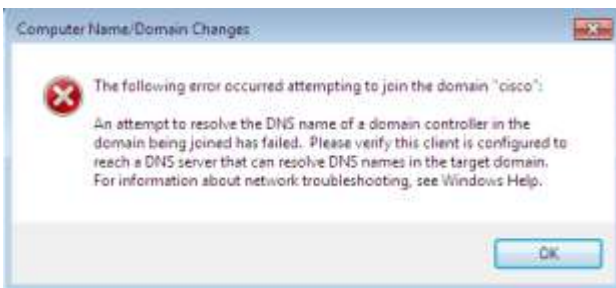 Computer Name/Domain Changes
The following error occurred attempting to join the domain "cisco":
An attempt to resolve the DNS name of a domain controller in the
domain being joined has failed. Please verify this client is configured to
reach a DNS server that can resolve DNS names in the target domain.
For information about network troubleshooting, see Windows Help.
OK